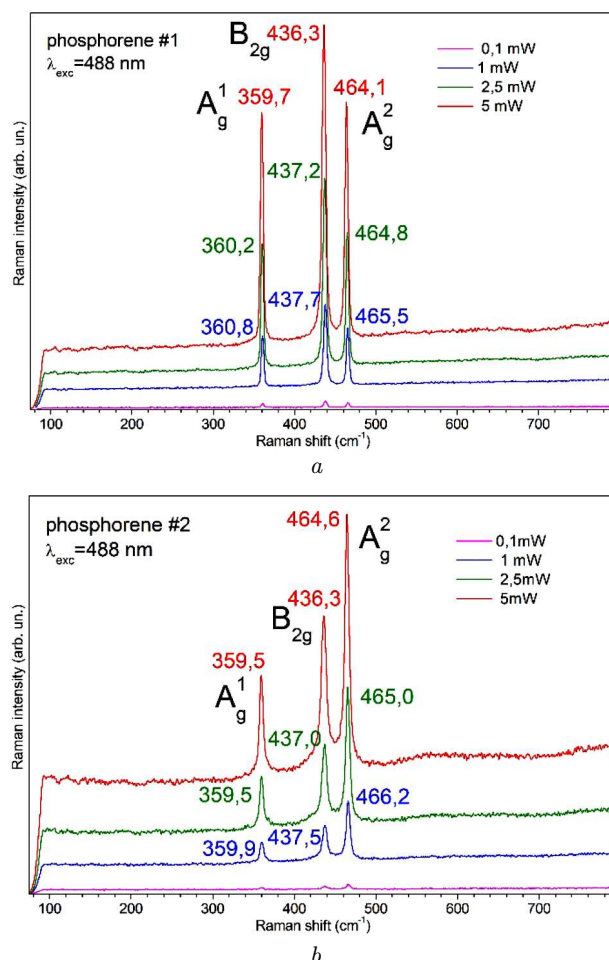 phosphorene #1
λexc=488 nm
B2g
436,3
A1g
359,7
464,1
A2g
437,2
360,2
464,8
437,7
360,8
465,5
0,1 mW
1 mW
2,5 mW
5 mW
Raman intensity (arb. un.)
100 200 300 400 500 600 700
Raman shift (cm-1)
a
phosphorene #2
λexc=488 nm
464,6
A2g
436,3
B2g
359,5
A1g
465,0
437,0
359,5
466,2
437,5
359,9
0,1mW
1 mW
2,5mW
5mW
Raman intensity (arb. un.)
100 200 300 400 500 600 700
Raman shift (cm-1)
b